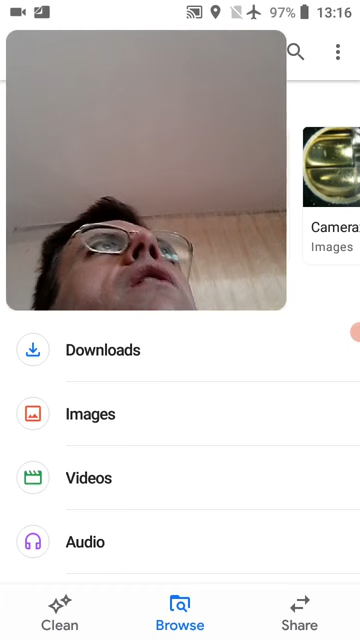 97% 13:16
Camera
Images
Downloads
Images
Videos
Audio
Clean
Browse
Share